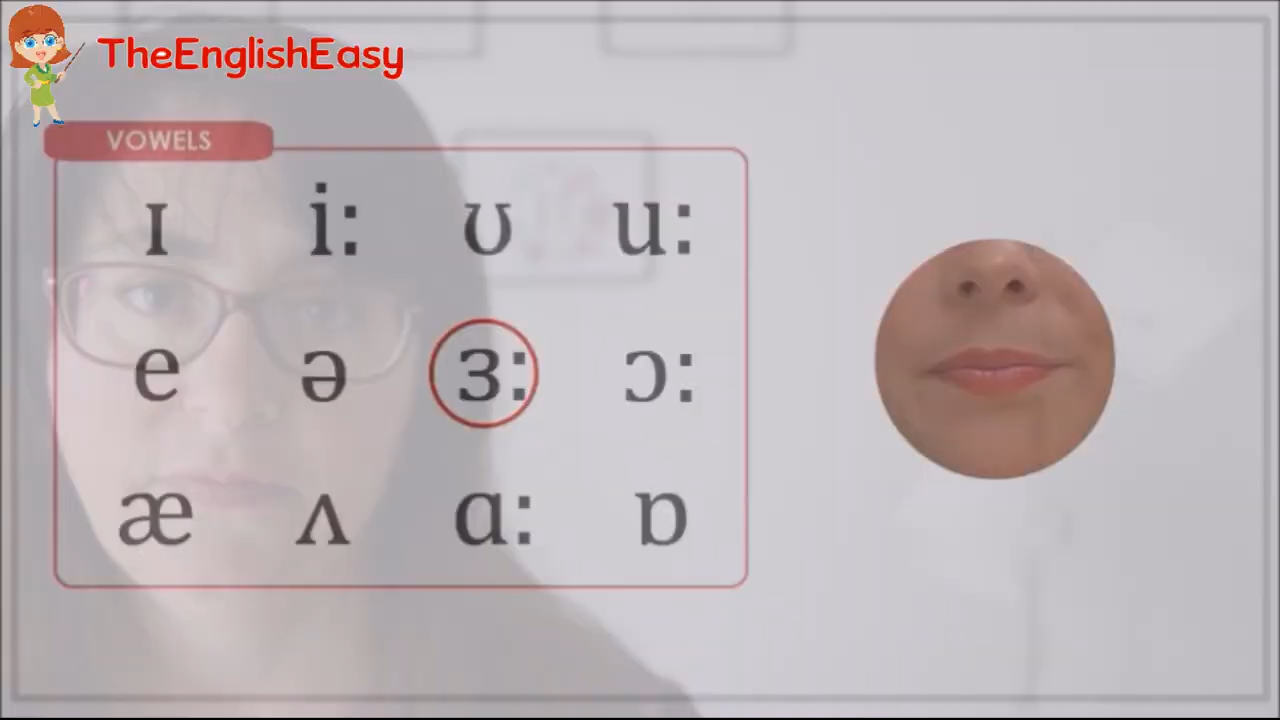 TheEnglishEasy
VOWELS
ɪ i: ʊ u:
e ə ɜ: ɔ:
æ ʌ ɑ: ɒ